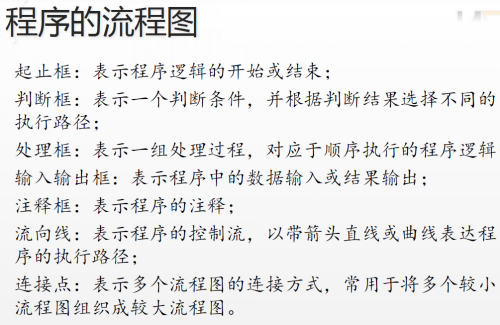 程序的流程图
起止框：表示程序逻辑的开始或结束；
判断框：表示一个判断条件，并根据判断结果选择不同的
执行路径；
处理框：表示一组处理过程，对应于顺序执行的程序逻辑
输入输出框：表示程序中的数据输入或结果输出；
注释框：表示程序的注释；
流向线：表示程序的控制流，以带箭头直线或曲线表达程
序的执行路径；
连接点：表示多个流程图的连接方式，常用于将多个较小
流程图组织成较大流程图。